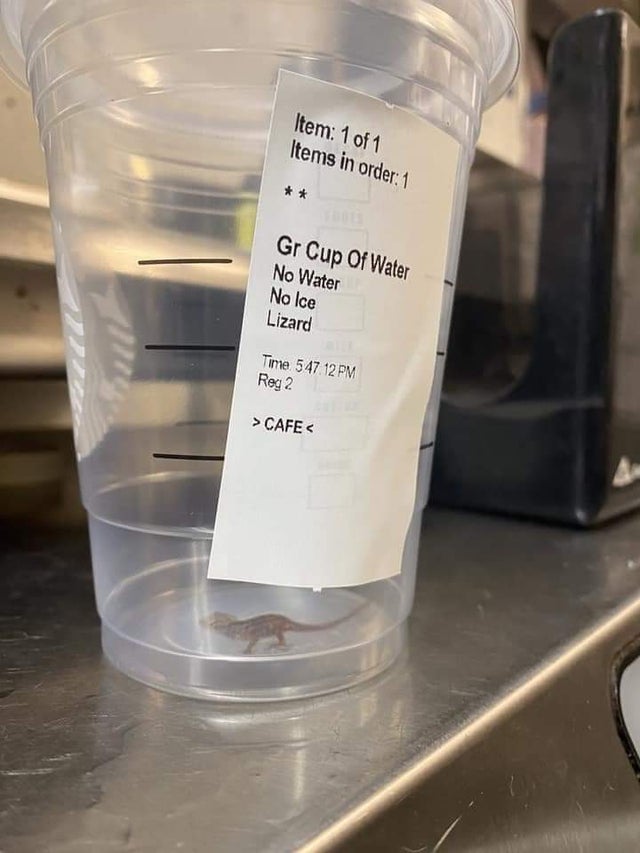 Item: 1 of 1
Items in order: 1
**
Gr Cup Of Water
No Water
No Ice
Lizard
Time: 5:47:12 PM
Reg 2
> CAFE <